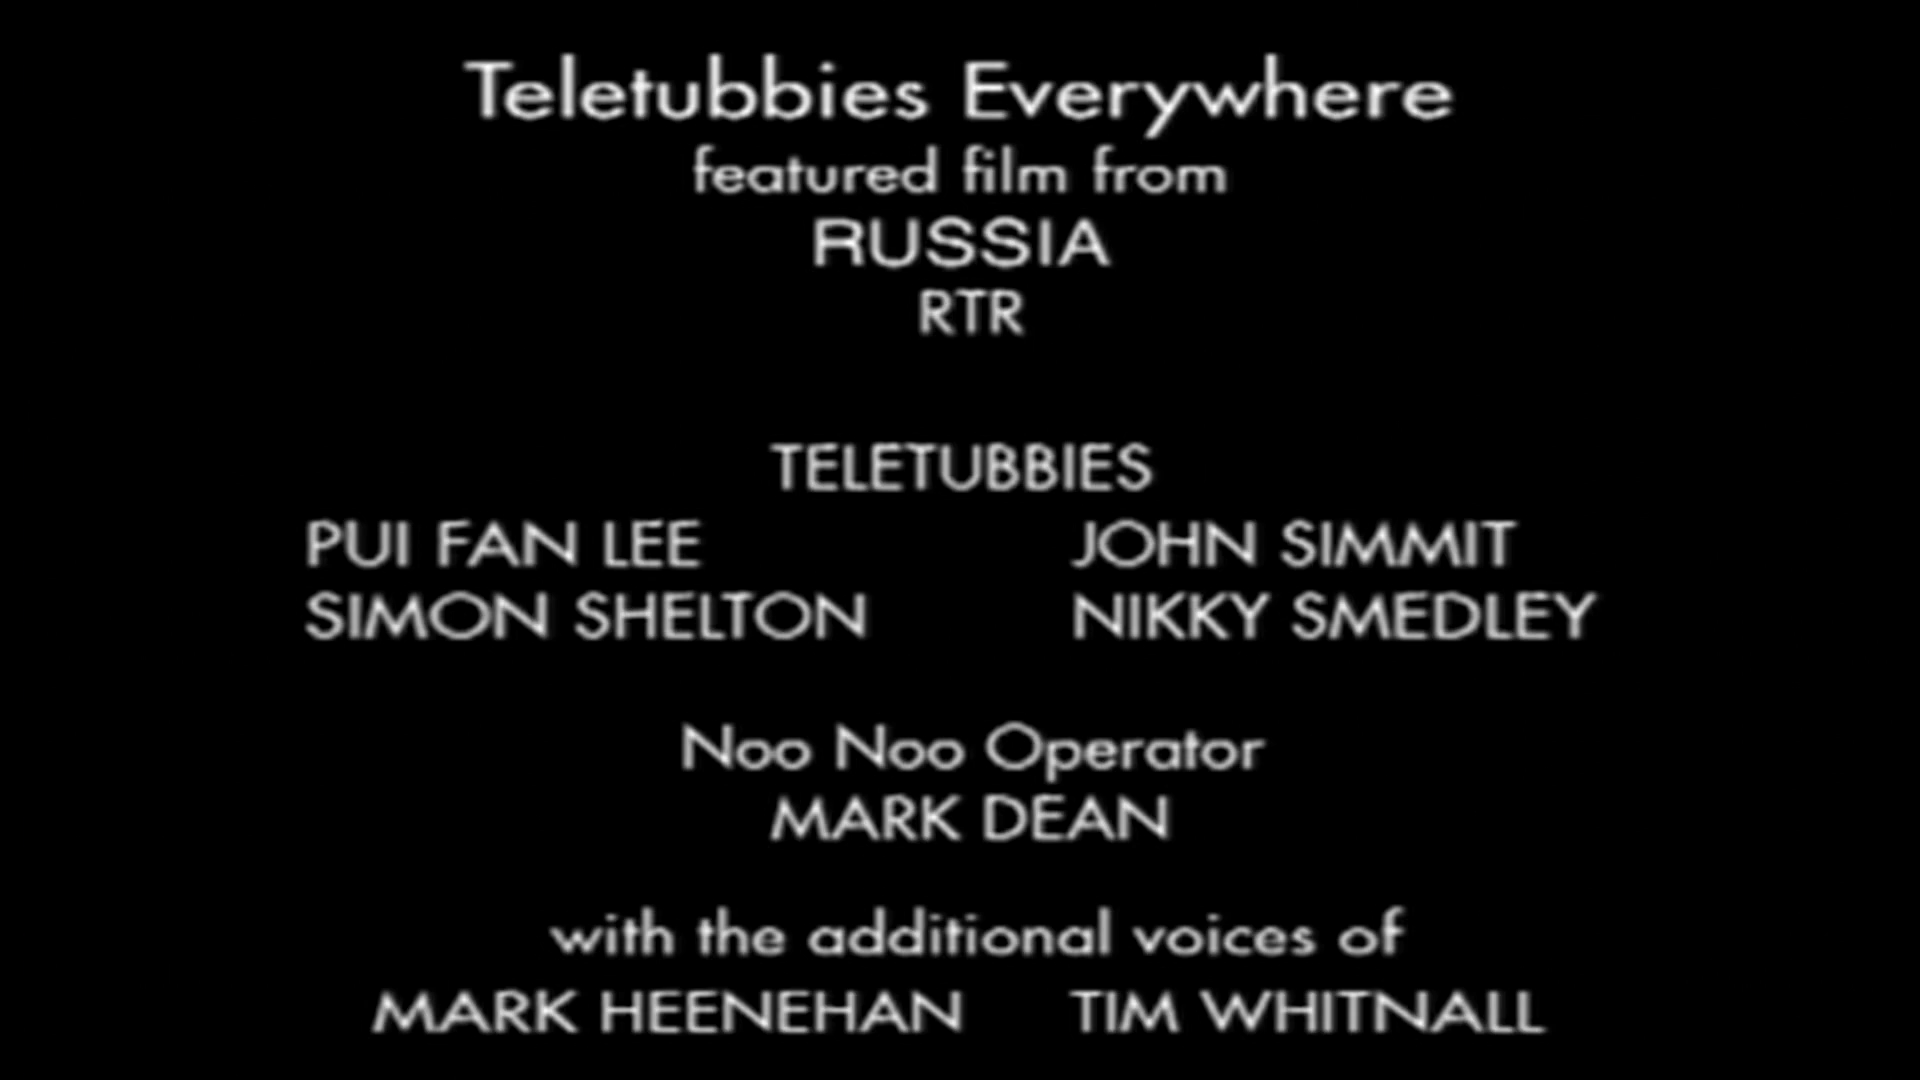 Teletubbies Everywhere
featured film from
RUSSIA
RTR
TELETUBBIES
PUI FAN LEE JOHN SIMMIT
SIMON SHELTON NIKKY SMEDLEY
Noo Noo Operator
MARK DEAN
with the additional voices of
MARK HEENEHAN TIM WHITNALL